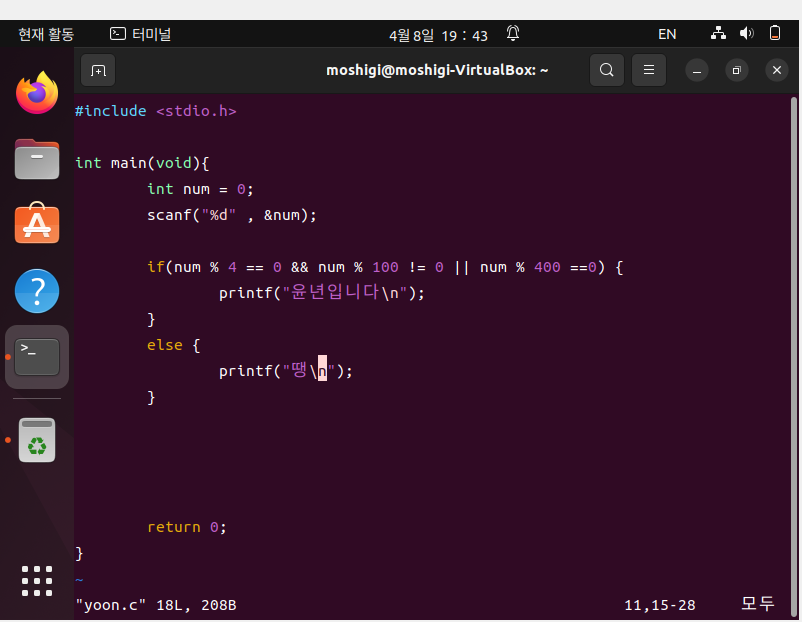 현재 활동 터미널 4월 8일 19 : 43 EN
moshigi@moshigi-VirtualBox: ~
#include <stdio.h>
int main(void){
int num = 0;
scanf("%d" , &num);
if(num % 4 == 0 && num % 100 != 0 || num % 400 ==0) {
printf("윤년입니다\n");
}
else {
printf("땡\n");
}
return 0;
}
~
"yoon.c" 18L, 208B 11,15-28 모두